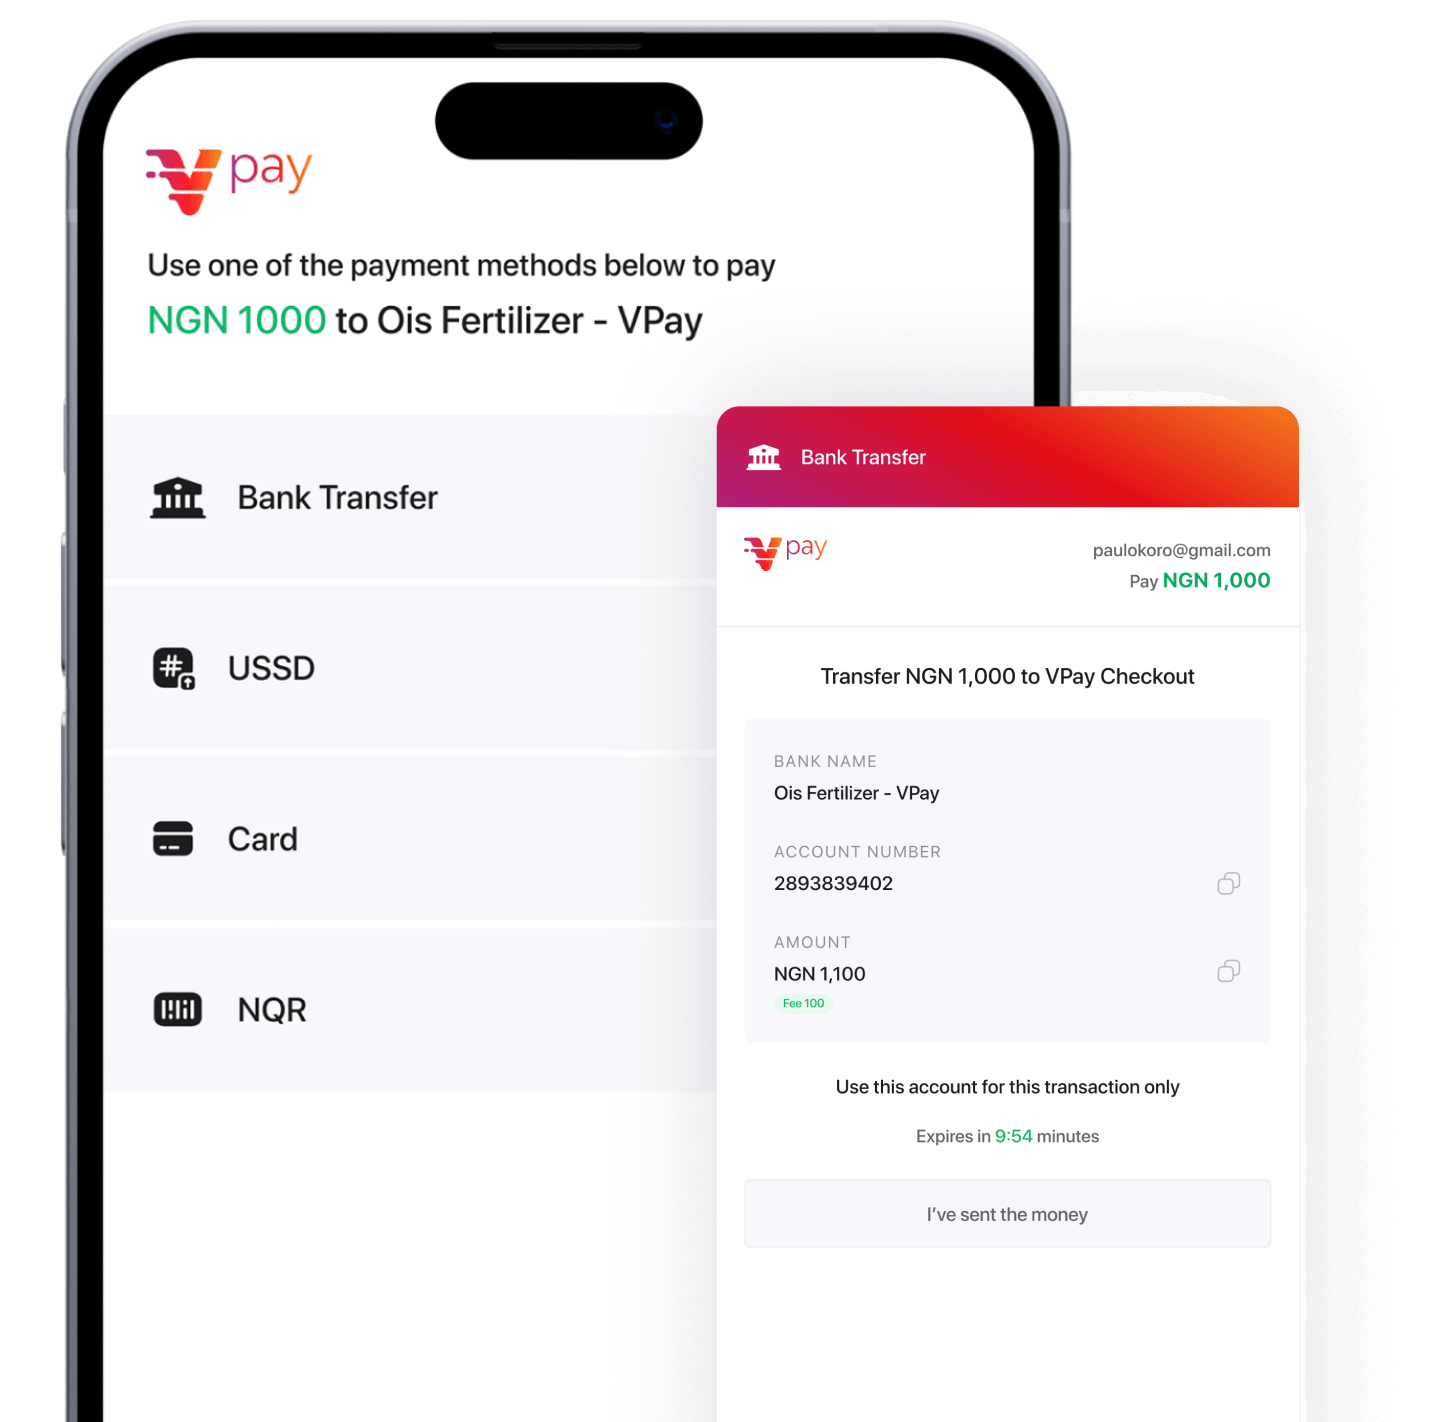 pay
Use one of the payment methods below to pay
NGN 1000 to Ois Fertilizer - VPay
Bank Transfer
USSD
Card
NQR
Bank Transfer
pay
paulokoro@gmail.com
Pay NGN 1,000
Transfer NGN 1,000 to VPay Checkout
BANK NAME
Ois Fertilizer - VPay
ACCOUNT NUMBER
2893839402
AMOUNT
NGN 1,100
Fee 100
Use this account for this transaction only
Expires in 9:54 minutes
I’ve sent the money